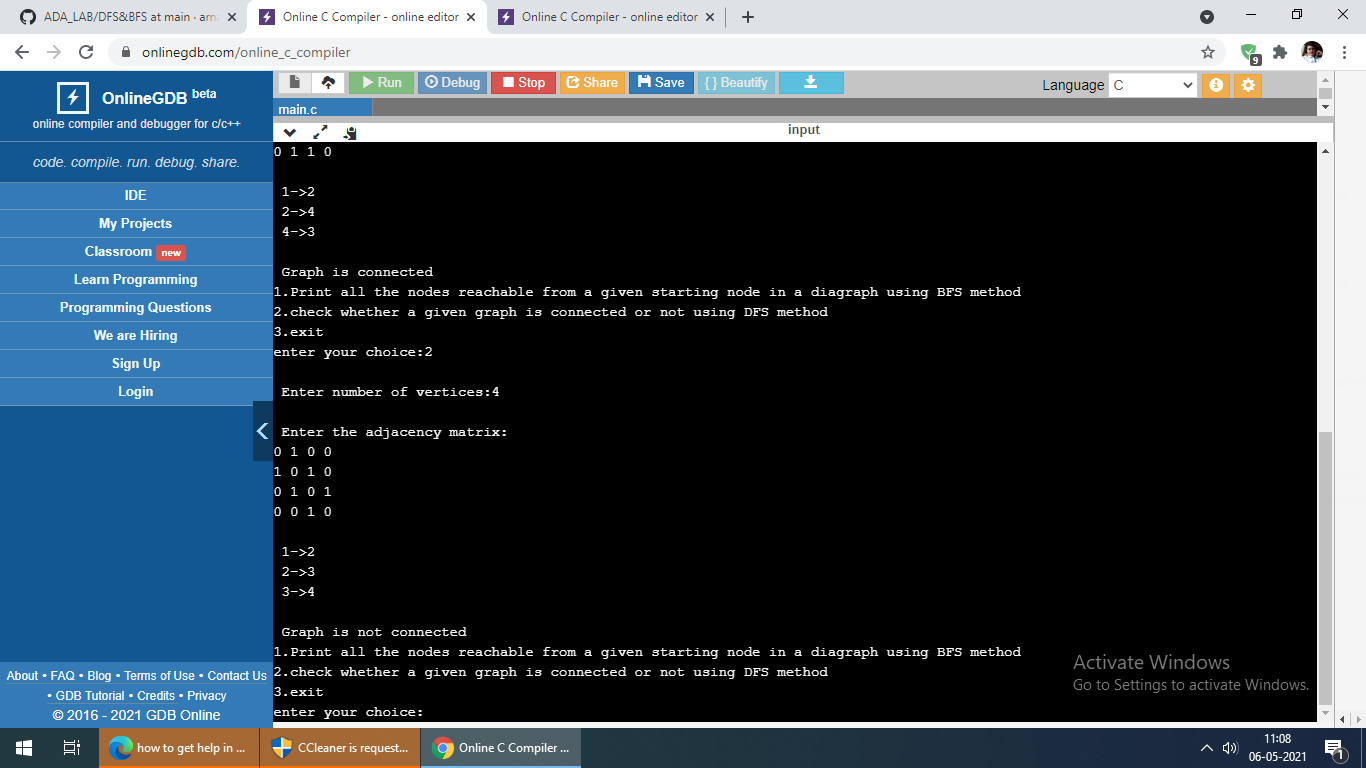 ADA_LAB/DFS&BFS at main · arna
Online C Compiler - online editor
Online C Compiler - online editor
onlinegdb.com/online_c_compiler
9
OnlineGDB beta
online compiler and debugger for c/c++
code. compile. run. debug. share.
IDE
My Projects
Classroom new
Learn Programming
Programming Questions
We are Hiring
Sign Up
Login
About • FAQ • Blog • Terms of Use • Contact Us
• GDB Tutorial • Credits • Privacy
© 2016 - 2021 GDB Online
Run Debug Stop Share Save { } Beautify
Language C
main.c
input
0 1 1 0
1->2
2->4
4->3
Graph is connected
1.Print all the nodes reachable from a given starting node in a diagraph using BFS method
2.check whether a given graph is connected or not using DFS method
3.exit
enter your choice:2
Enter number of vertices:4
Enter the adjacency matrix:
0 1 0 0
1 0 1 0
0 1 0 1
0 0 1 0
1->2
2->3
3->4
Graph is not connected
1.Print all the nodes reachable from a given starting node in a diagraph using BFS method
2.check whether a given graph is connected or not using DFS method
3.exit
enter your choice:
Activate Windows
Go to Settings to activate Windows.
how to get help in ...
CCleaner is request...
Online C Compiler ...
11:08
06-05-2021
1